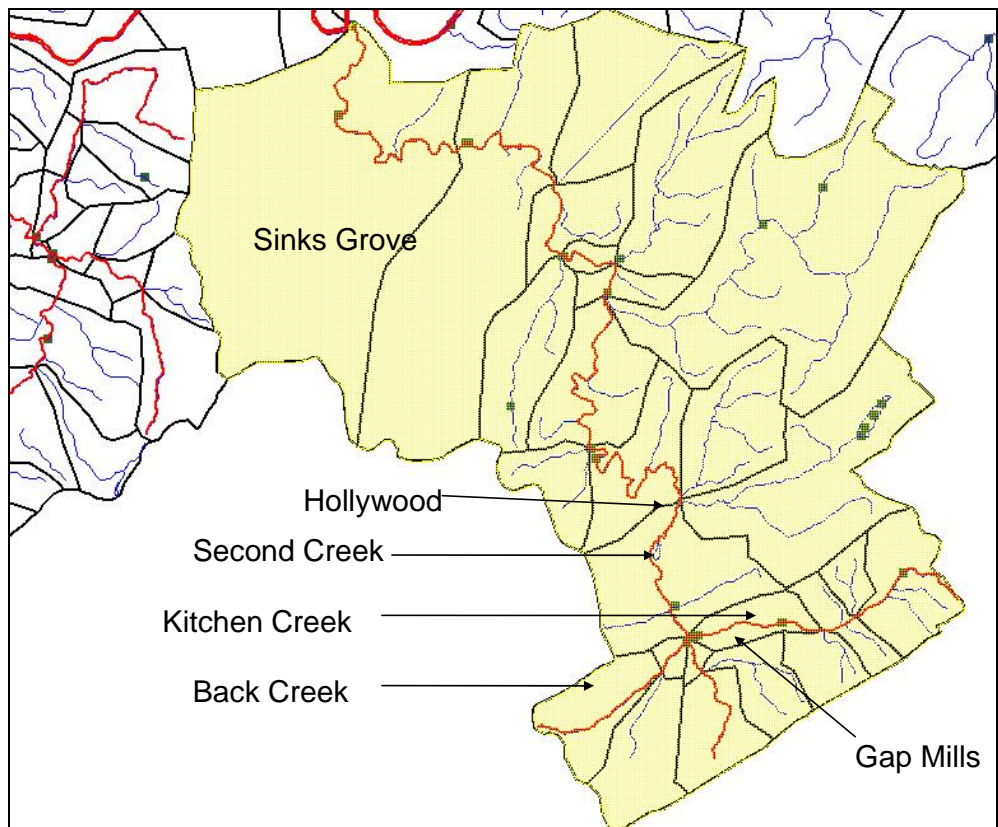 Sinks Grove
Hollywood
Second Creek
Kitchen Creek
Back Creek
Gap Mills